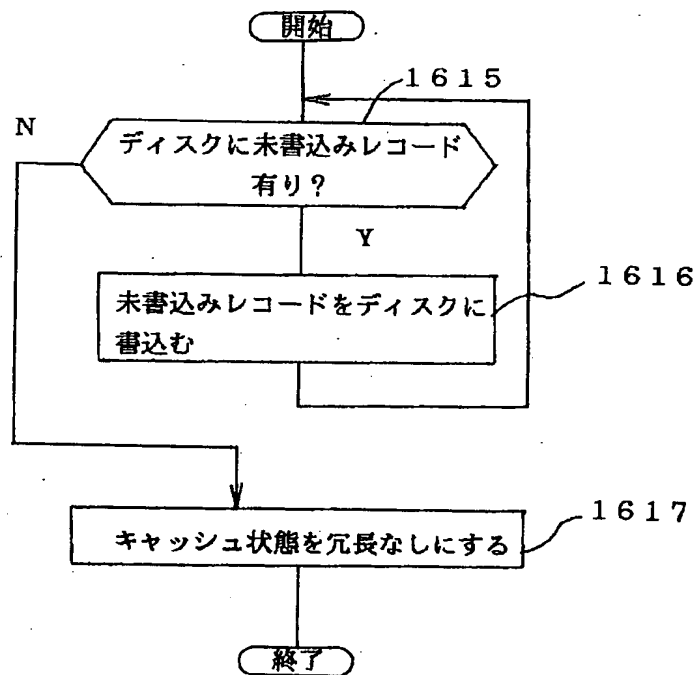 開始
1615
N
ディスクに未書込みレコード
有り？
Y
1616
未書込みレコードをディスクに
書込む
1617
キャッシュ状態を冗長なしにする
終了